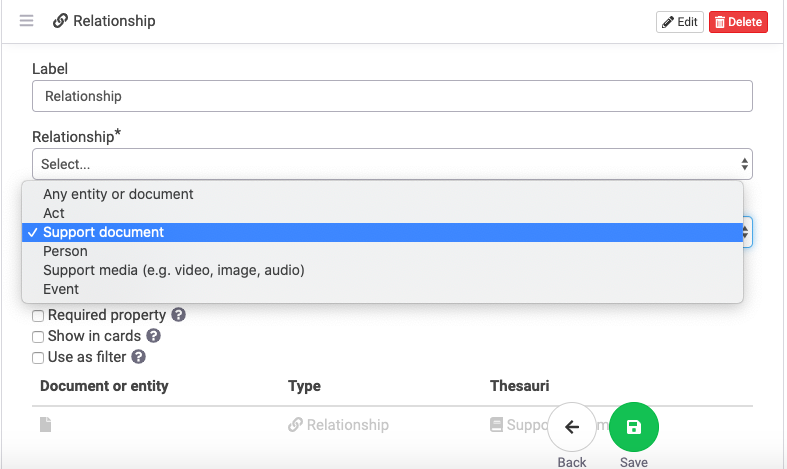 Relationship
Edit
Delete
Label
Relationship
Relationship*
Select...
Any entity or document
Act
✓ Support document
Person
Support media (e.g. video, image, audio)
Event
Required property ?
Show in cards ?
Use as filter ?
Document or entity Type Thesauri
Relationship Suppo m
Back Save